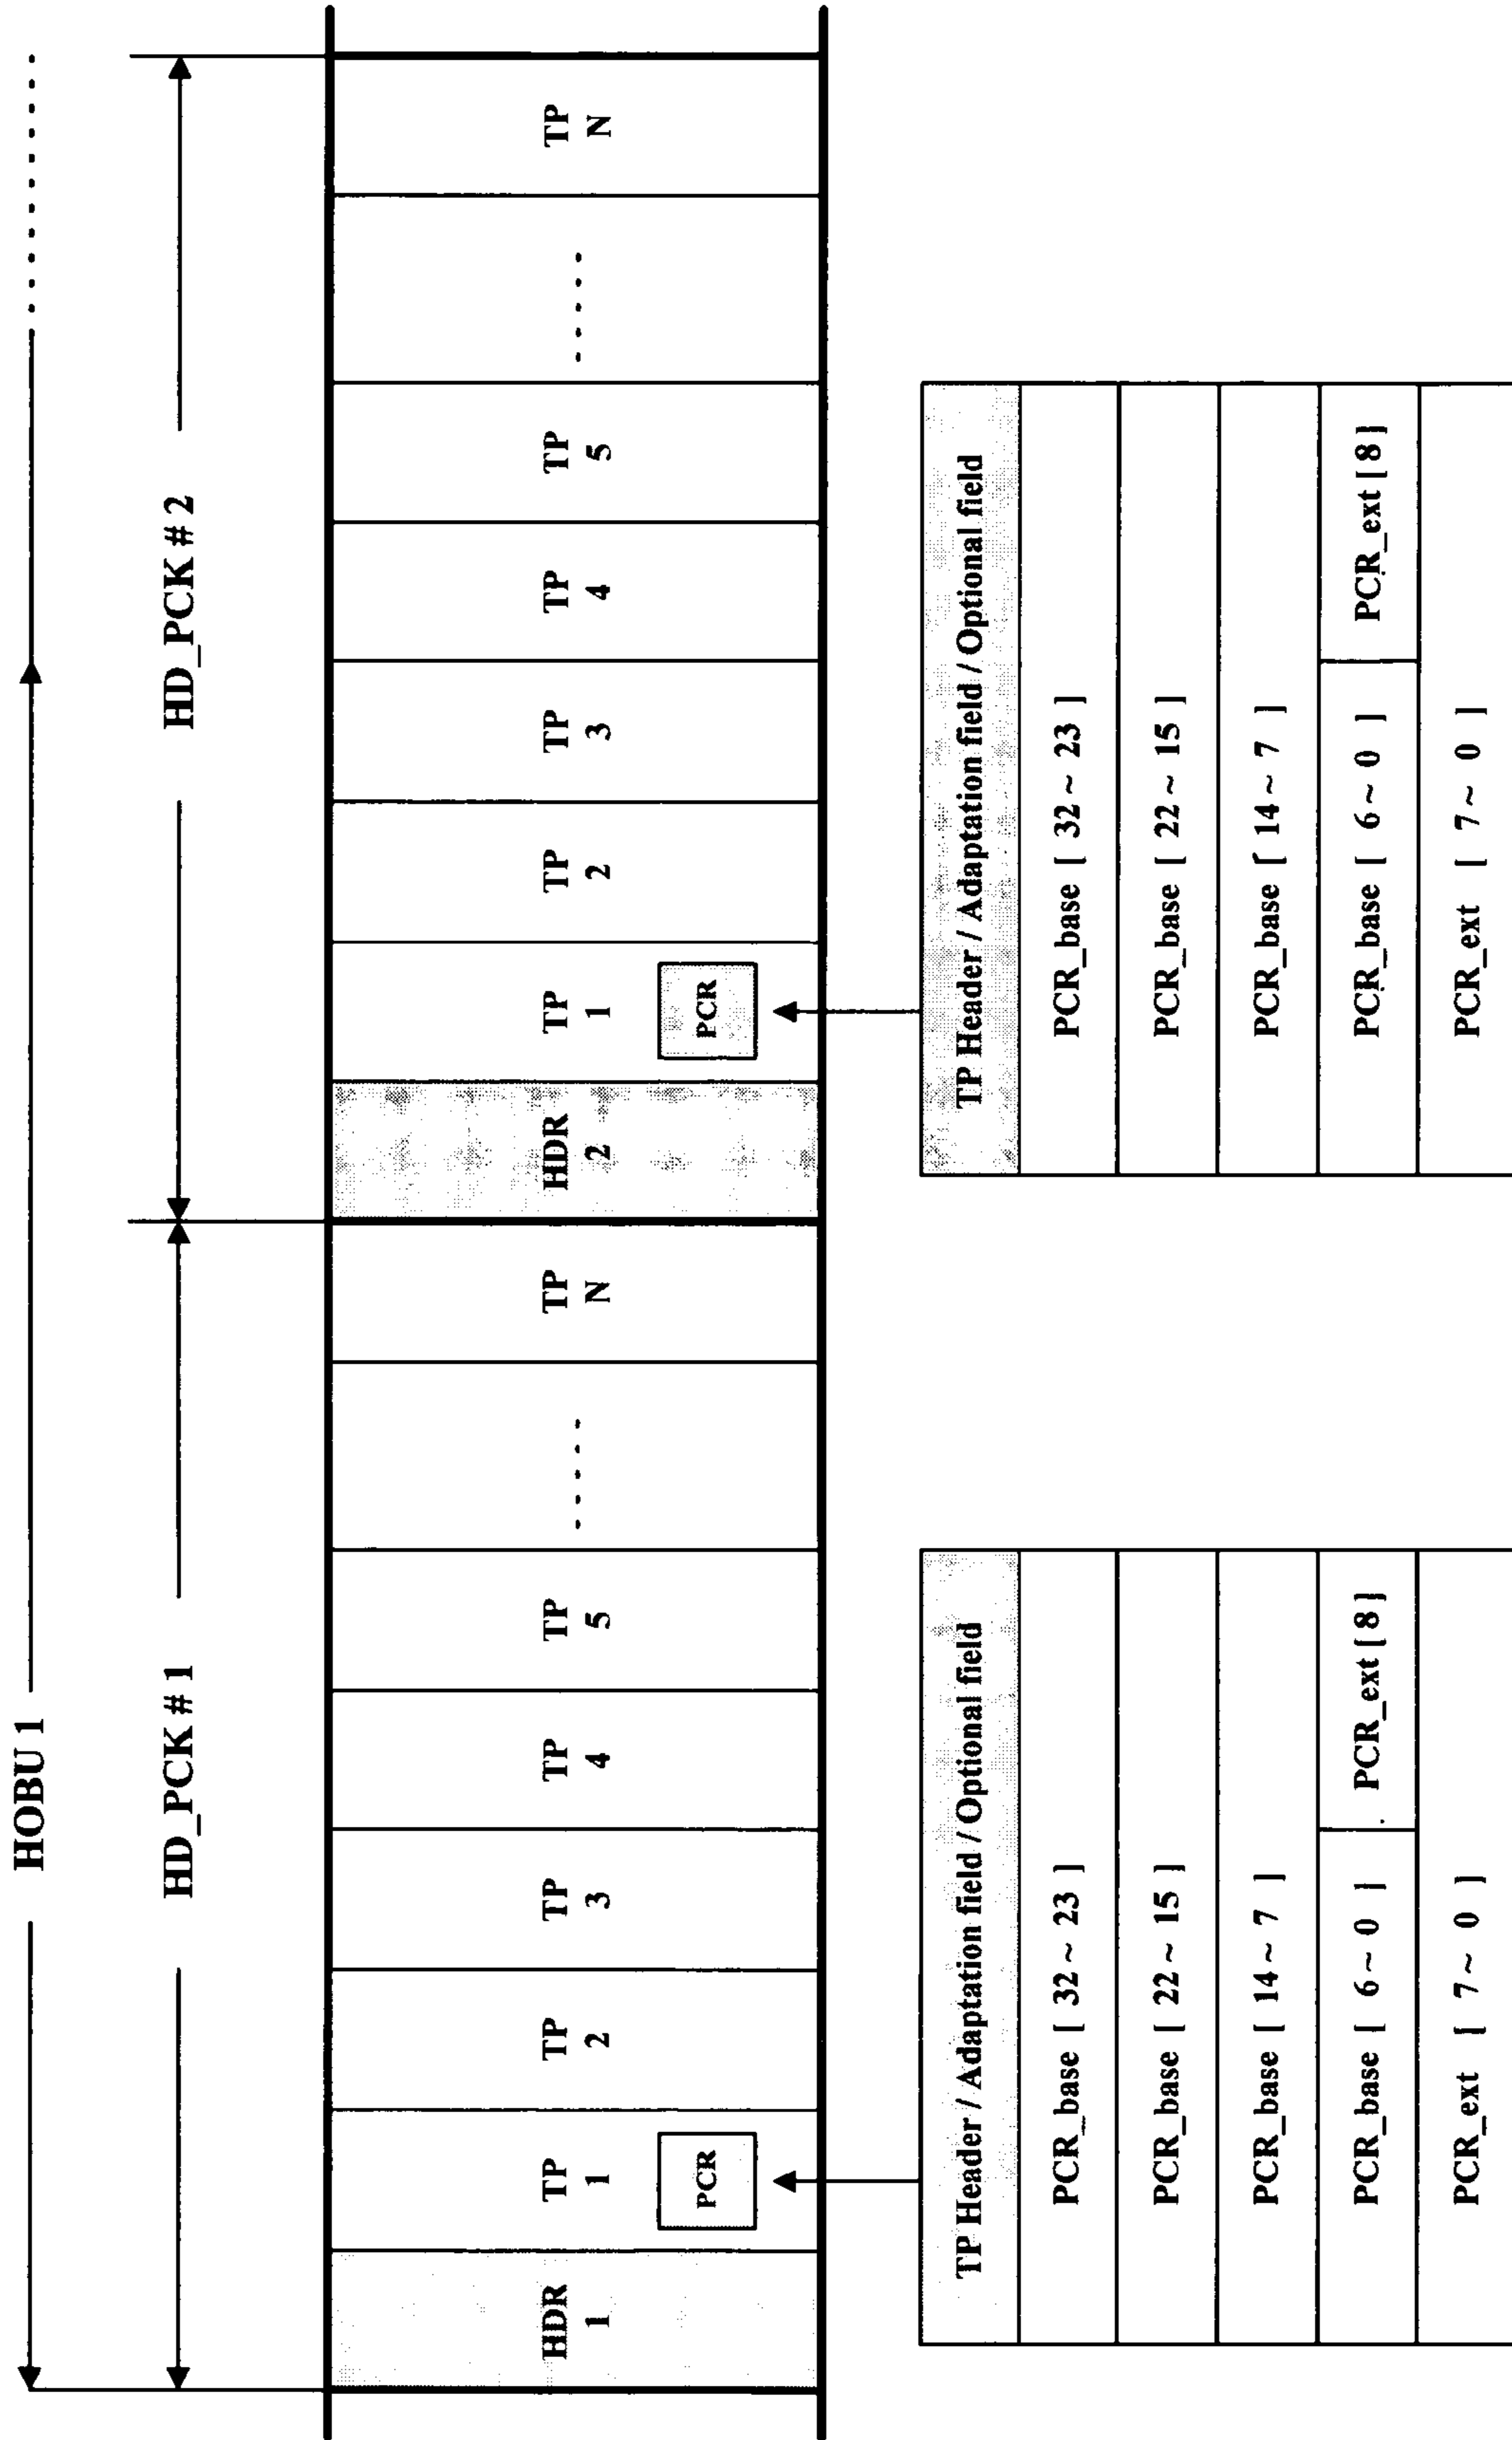 HOBU 1
HD_PCK # 1
HD_PCK # 2
HDR 1
TP 1
PCR
TP 2
TP 3
TP 4
TP 5
.....
TP N
HDR 2
TP 1
PCR
TP 2
TP 3
TP 4
TP 5
.....
TP N
TP Header / Adaptation field / Optional field
PCR_base [ 32 ~ 23 ]
PCR_base [ 22 ~ 15 ]
PCR_base [ 14 ~ 7 ]
PCR_base [ 6 ~ 0 ] PCR_ext [ 8 ]
PCR_ext [ 7 ~ 0 ]
TP Header / Adaptation field / Optional field
PCR_base [ 32 ~ 23 ]
PCR_base [ 22 ~ 15 ]
PCR_base [ 14 ~ 7 ]
PCR_base [ 6 ~ 0 ] PCR_ext [ 8 ]
PCR_ext [ 7 ~ 0 ]